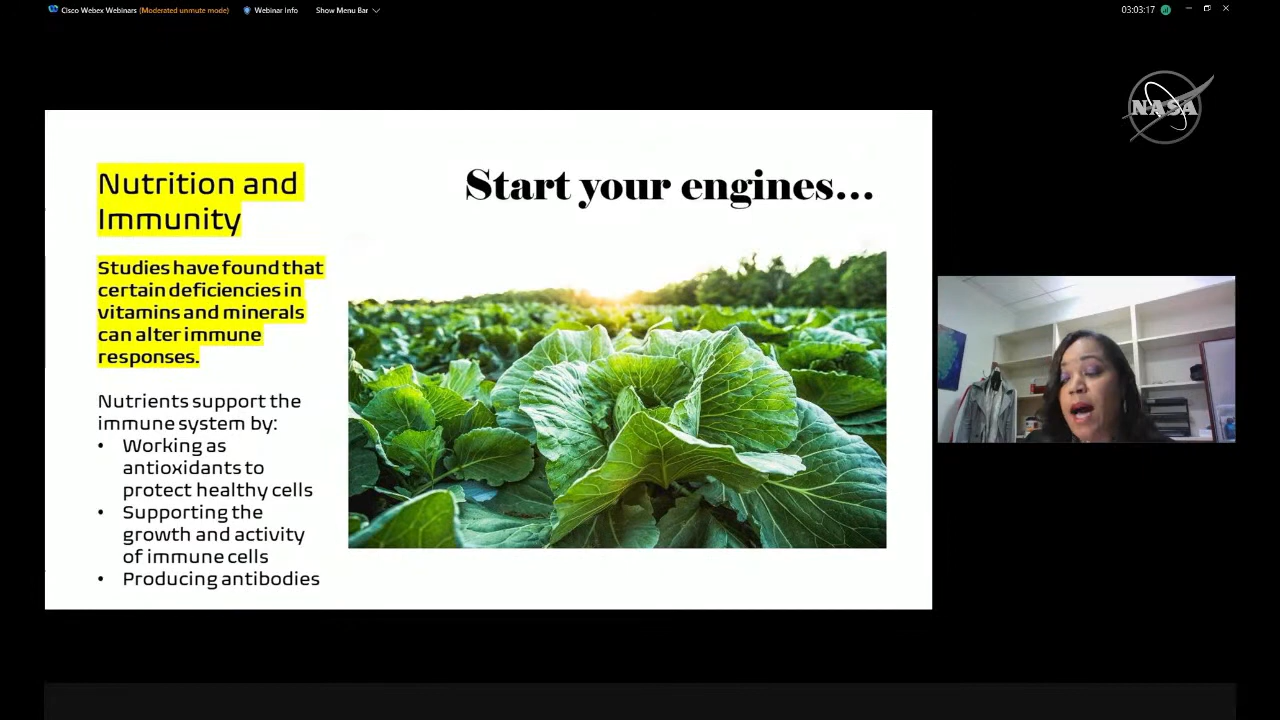 Cisco Webex Webinars (Moderated unmute mode) Webinar Info Show Menu Bar 03:03:17
NASA
Nutrition and
Immunity
Start your engines...
Studies have found that
certain deficiencies in
vitamins and minerals
can alter immune
responses.
Nutrients support the
immune system by:
• Working as
antioxidants to
protect healthy cells
• Supporting the
growth and activity
of immune cells
• Producing antibodies